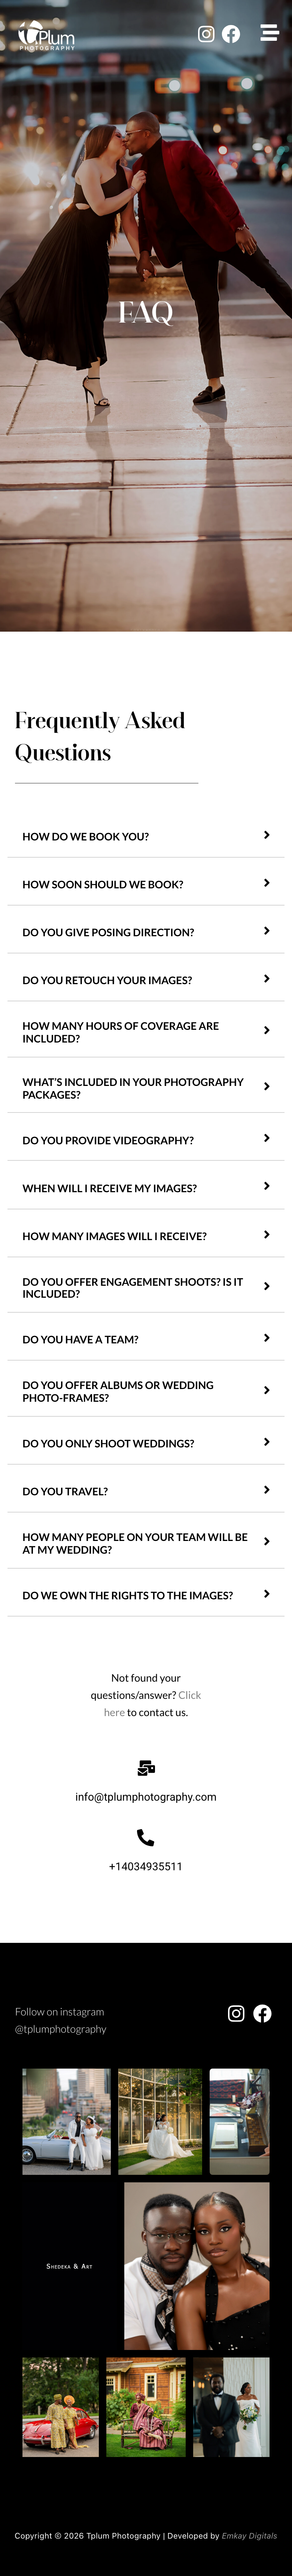 tPlum
PHOTOGRAPHY
FAQ
Frequently Asked
Questions
HOW DO WE BOOK YOU?
HOW SOON SHOULD WE BOOK?
DO YOU GIVE POSING DIRECTION?
DO YOU RETOUCH YOUR IMAGES?
HOW MANY HOURS OF COVERAGE ARE
INCLUDED?
WHAT'S INCLUDED IN YOUR PHOTOGRAPHY
PACKAGES?
DO YOU PROVIDE VIDEOGRAPHY?
WHEN WILL I RECEIVE MY IMAGES?
HOW MANY IMAGES WILL I RECEIVE?
DO YOU OFFER ENGAGEMENT SHOOTS? IS IT
INCLUDED?
DO YOU HAVE A TEAM?
DO YOU OFFER ALBUMS OR WEDDING
PHOTO-FRAMES?
DO YOU ONLY SHOOT WEDDINGS?
DO YOU TRAVEL?
HOW MANY PEOPLE ON YOUR TEAM WILL BE
AT MY WEDDING?
DO WE OWN THE RIGHTS TO THE IMAGES?
Not found your
questions/answer? Click
here to contact us.
info@tplumphotography.com
+14034935511
Follow on instagram
@tplumphotography
SHEDEKA & ART
Copyright © 2026 Tplum Photography | Developed by Emkay Digitals